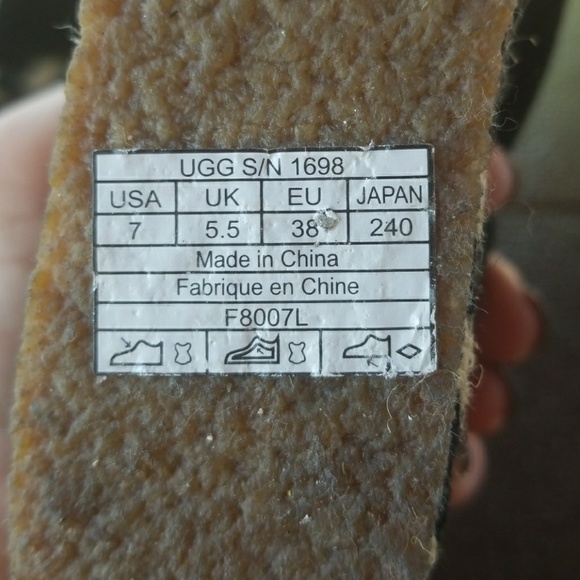 UGG S/N 1698
USA UK EU JAPAN
7 5.5 38 240
Made in China
Fabrique en Chine
F8007L